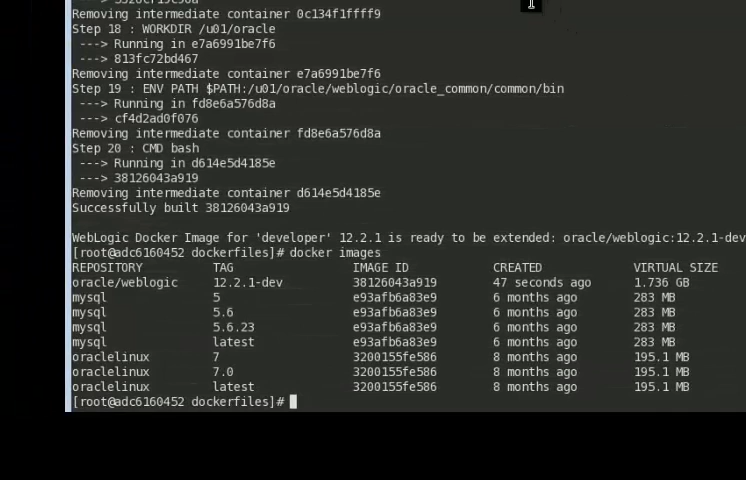 Removing intermediate container 0c134f1ffff9
Step 18 : WORKDIR /u01/oracle
---> Running in e7a6991be7f6
---> 813fc72bd467
Removing intermediate container e7a6991be7f6
Step 19 : ENV PATH $PATH:/u01/oracle/weblogic/oracle_common/common/bin
---> Running in fd8e6a576d8a
---> cf4d2ad0f076
Removing intermediate container fd8e6a576d8a
Step 20 : CMD bash
---> Running in d614e5d4185e
---> 38126043a919
Removing intermediate container d614e5d4185e
Successfully built 38126043a919
WebLogic Docker Image for 'developer' 12.2.1 is ready to be extended: oracle/weblogic:12.2.1-dev
[root@adc6160452 dockerfiles]# docker images
REPOSITORY TAG IMAGE ID CREATED VIRTUAL SIZE
oracle/weblogic 12.2.1-dev 38126043a919 47 seconds ago 1.736 GB
mysql 5 e93afb6a83e9 6 months ago 283 MB
mysql 5.6 e93afb6a83e9 6 months ago 283 MB
mysql 5.6.23 e93afb6a83e9 6 months ago 283 MB
mysql latest e93afb6a83e9 6 months ago 283 MB
oraclelinux 7 3200155fe586 8 months ago 195.1 MB
oraclelinux 7.0 3200155fe586 8 months ago 195.1 MB
oraclelinux latest 3200155fe586 8 months ago 195.1 MB
[root@adc6160452 dockerfiles]#